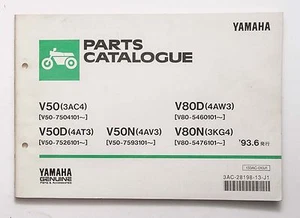 YAMAHA
PARTS
CATALOGUE
V50(3AC4) V80D(4AW3)
[V50-7504101~] [V80-5460101~]
V50D(4AT3) V50N(4AV3) V80N(3KG4)
[V50-7526101~] [V50-7593101~] [V80-5476101~] '93.6発行
YAMAHA
GENUINE
PARTS & ACCESSORIES
3AC-28198-13-J1